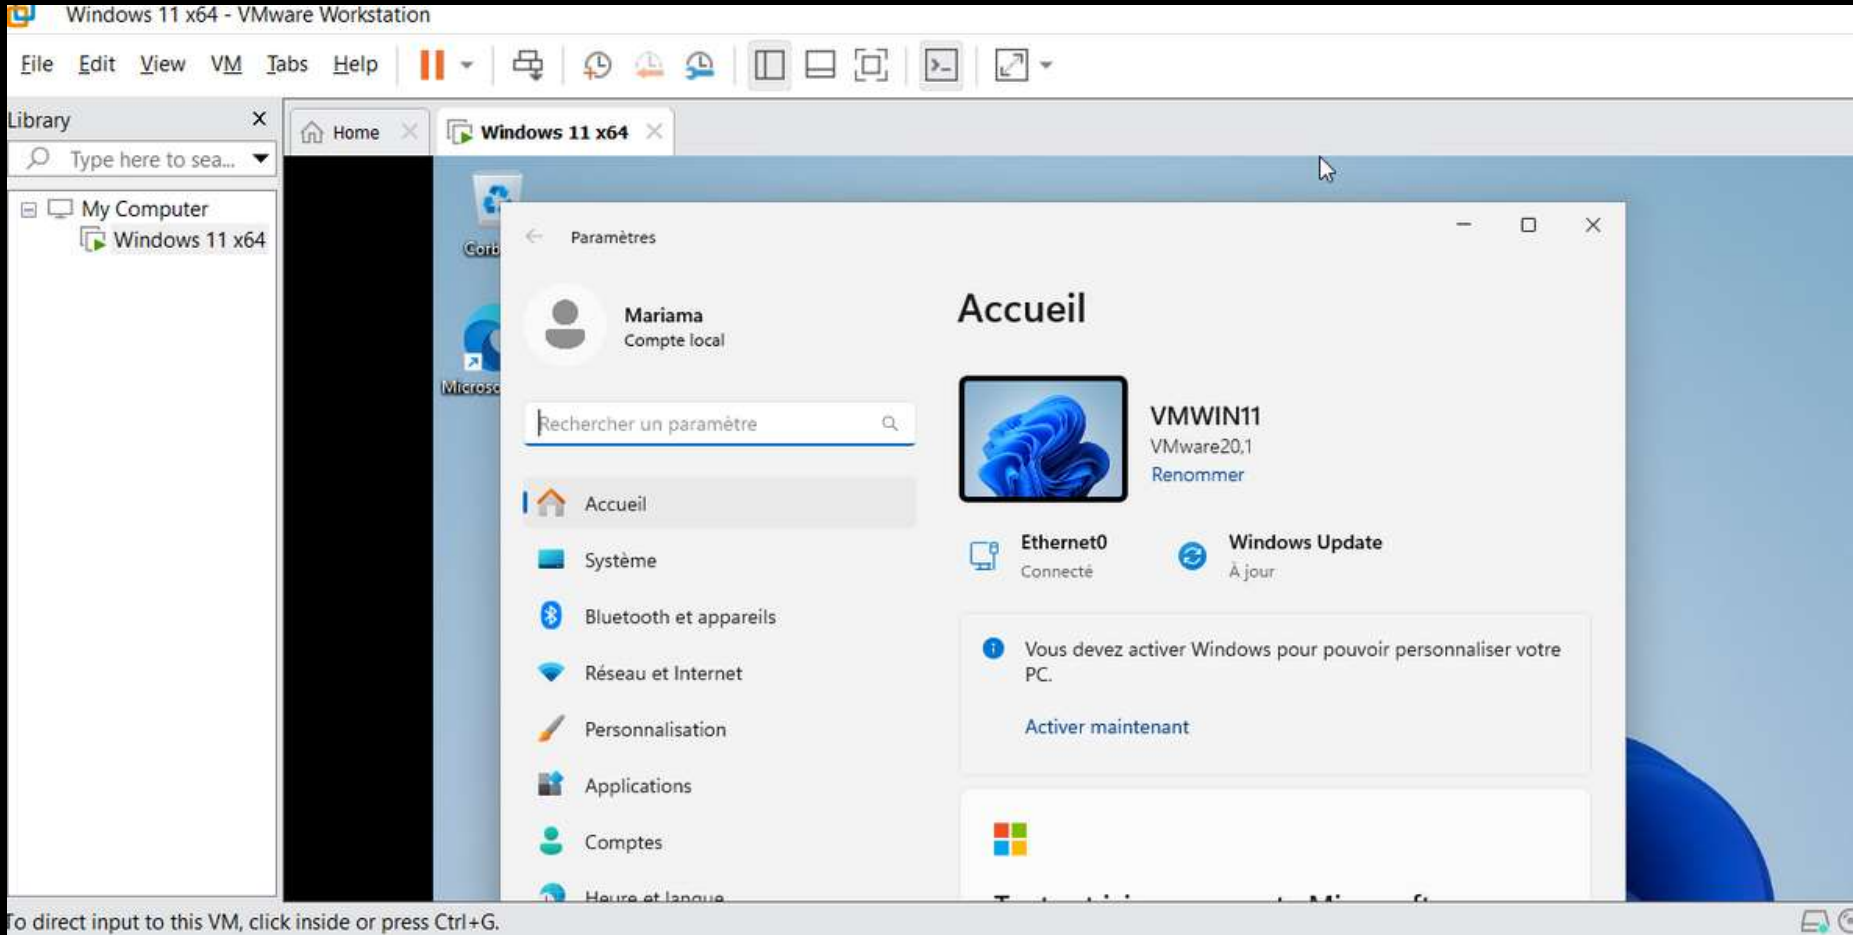 Windows 11 x64 - VMware Workstation
File Edit View VM Tabs Help
Library
Home
Windows 11 x64
Type here to sea...
My Computer
Windows 11 x64
Paramètres
Mariama
Compte local
Rechercher un paramètre
Accueil
Système
Bluetooth et appareils
Réseau et Internet
Personnalisation
Applications
Comptes
Heure et langue
Accueil
VMWIN11
VMware20,1
Renommer
Ethernet0
Connecté
Windows Update
À jour
Vous devez activer Windows pour pouvoir personnaliser votre
PC.
Activer maintenant
To direct input to this VM, click inside or press Ctrl+G.